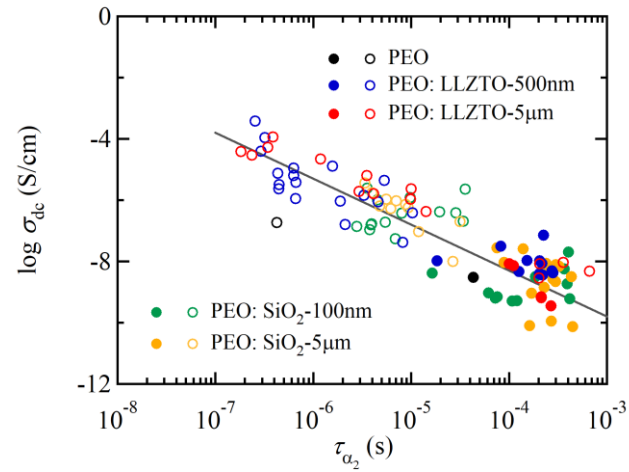 0
-4
-8
-12
log σdc (S/cm)
PEO
PEO: LLZTO-500nm
PEO: LLZTO-5μm
PEO: SiO₂-100nm
PEO: SiO₂-5μm
10⁻⁸ 10⁻⁷ 10⁻⁶ 10⁻⁵ 10⁻⁴ 10⁻³
τα₂ (s)